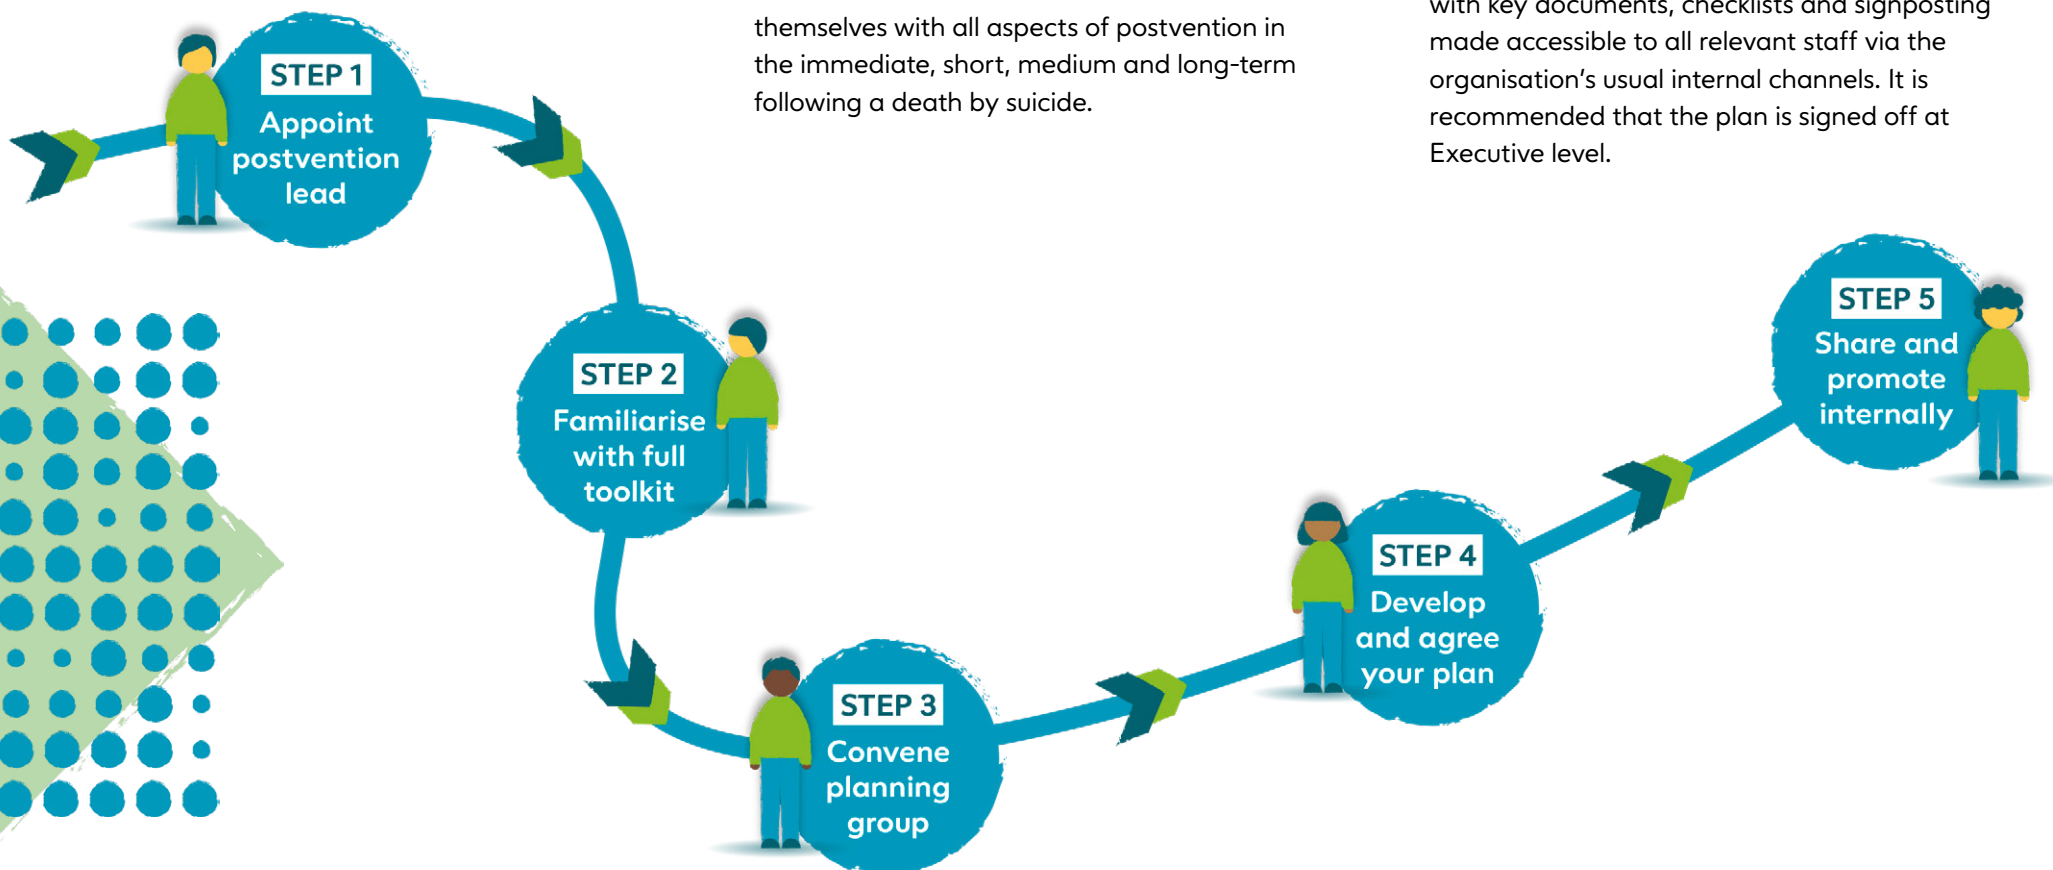 themselves with all aspects of postvention in
the immediate, short, medium and long-term
following a death by suicide.
with key documents, checklists and signposting
made accessible to all relevant staff via the
organisation's usual internal channels. It is
recommended that the plan is signed off at
Executive level.
STEP 1
Appoint
postvention
lead
STEP 2
Familiarise
with full
toolkit
STEP 3
Convene
planning
group
STEP 4
Develop
and agree
your plan
STEP 5
Share and
promote
internally